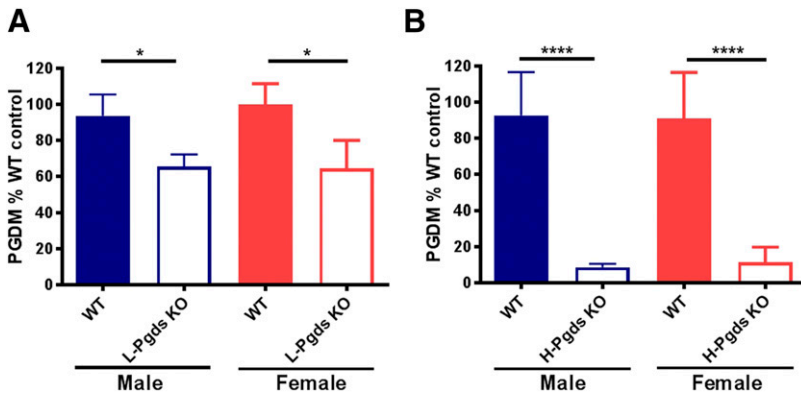 A
B
* *
**** ****
PGDM % WT control
120
100
80
60
40
20
0
WT
L-Pgds KO
WT
L-Pgds KO
Male Female
PGDM % WT control
120
100
80
60
40
20
0
WT
H-Pgds KO
WT
H-Pgds KO
Male Female